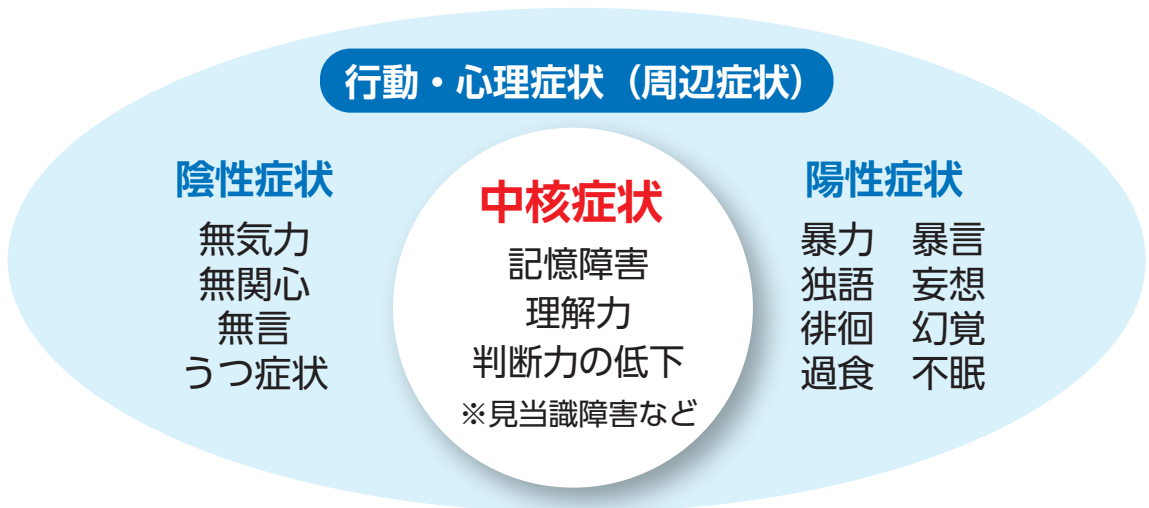 行動・心理症状（周辺症状）
陰性症状
無気力
無関心
無言
うつ症状
中核症状
記憶障害
理解力
判断力の低下
※見当識障害など
陽性症状
暴力　暴言
独語　妄想
徘徊　幻覚
過食　不眠